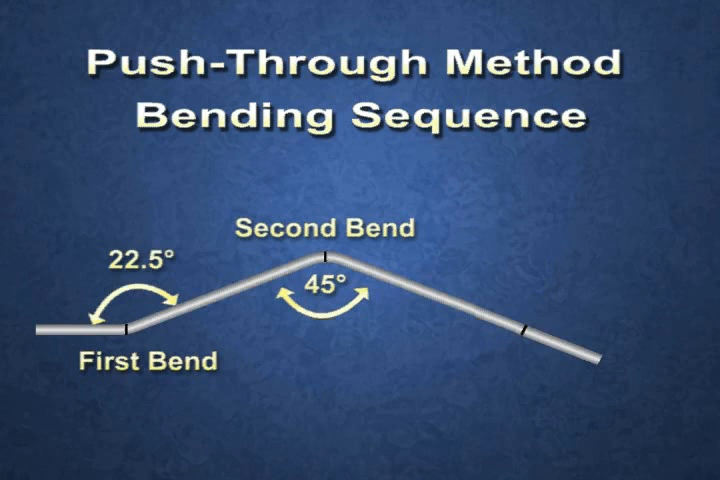 Push-Through Method
Bending Sequence
Second Bend
22.5°
45°
First Bend